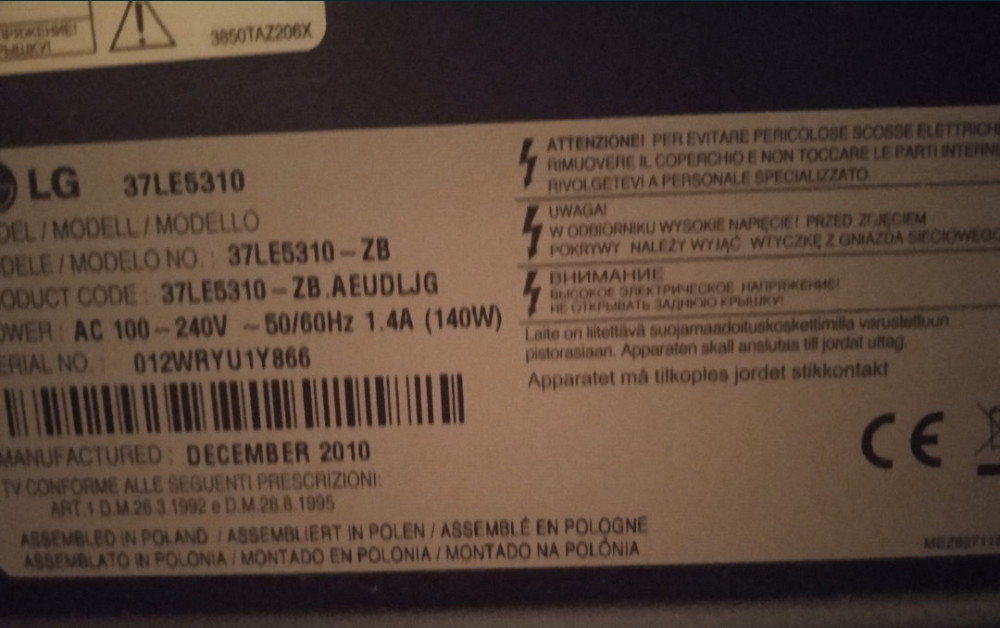 3850TAZ206X
LG 37LE5310
DEL / MODELL / MODELLO
DELE / MODELO NO. : 37LE5310-ZB
ODUCT CODE : 37LE5310-ZB.AEUDLJG
OWER : AC 100-240V ~50/60Hz 1.4A (140W)
ERIAL NO. : 012WRYU1Y866
MANUFACTURED : DECEMBER 2010
TV CONFORME ALLE SEGUENTI PRESCRIZIONI:
ART.1 D.M.26.3.1992 e D.M.28.8.1995
ASSEMBLED IN POLAND / ASSEMBLIERT IN POLEN / ASSEMBLÉ EN POLOGNE
ASSEMBLATO IN POLONIA / MONTADO EN POLONIA / MONTADO NA POLÓNIA
ATTENZIONE! PER EVITARE PERICOLOSE SCOSSE ELETTRICH
RIMUOVERE IL COPERCHIO E NON TOCCARE LE PARTI INTERNE
RIVOLGETEVI A PERSONALE SPECIALIZZATO.
UWAGA!
W ODBIORNIKU WYSOKIE NAPIĘCIE! PRZED ZDJĘCIEM
POKRYWY NALEŻY WYJĄĆ WTYCZKĘ Z GNIAZDA SIECIOWEGO
ВНИМАНИЕ
ВЫСОКОЕ ЭЛЕКТРИЧЕСКОЕ НАПРЯЖЕНИЕ!
НЕ ОТКРЫВАТЬ ЗАДНЮЮ КРЫШКУ!
Laite on liitettävä suojamaadoituskoskettimilla varustettuun
pistorasiaan. Apparaten skall anslutas till jordat uttag.
Apparatet må tilkoples jordet stikkontakt
CE